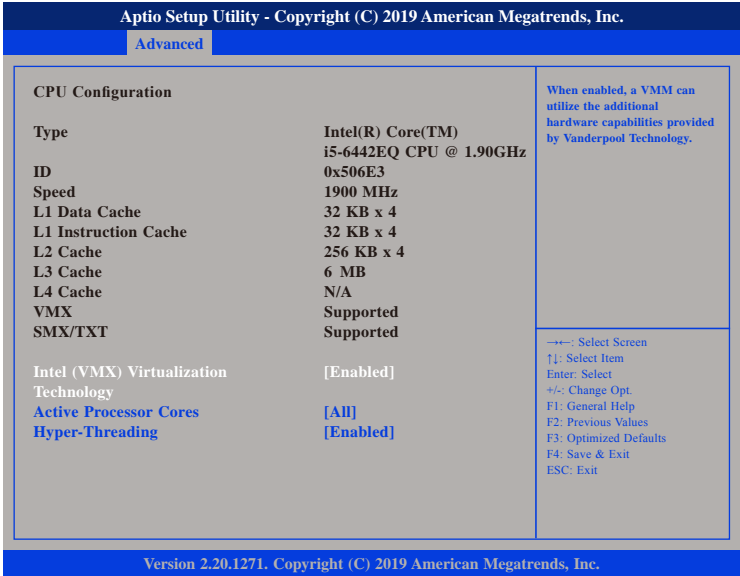 Aptio Setup Utility - Copyright (C) 2019 American Megatrends, Inc.
Advanced
CPU Configuration
Type Intel(R) Core(TM)
i5-6442EQ CPU @ 1.90GHz
ID 0x506E3
Speed 1900 MHz
L1 Data Cache 32 KB x 4
L1 Instruction Cache 32 KB x 4
L2 Cache 256 KB x 4
L3 Cache 6 MB
L4 Cache N/A
VMX Supported
SMX/TXT Supported
Intel (VMX) Virtualization [Enabled]
Technology
Active Processor Cores [All]
Hyper-Threading [Enabled]
When enabled, a VMM can
utilize the additional
hardware capabilities provided
by Vanderpool Technology.
→←: Select Screen
↑↓: Select Item
Enter: Select
+/-: Change Opt.
F1: General Help
F2: Previous Values
F3: Optimized Defaults
F4: Save & Exit
ESC: Exit
Version 2.20.1271. Copyright (C) 2019 American Megatrends, Inc.